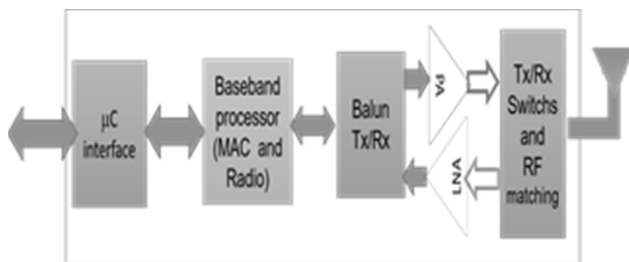 μC
interface
Baseband
processor
(MAC and
Radio)
Balun
Tx/Rx
PA
LNA
Tx/Rx
Switchs
and
RF
matching